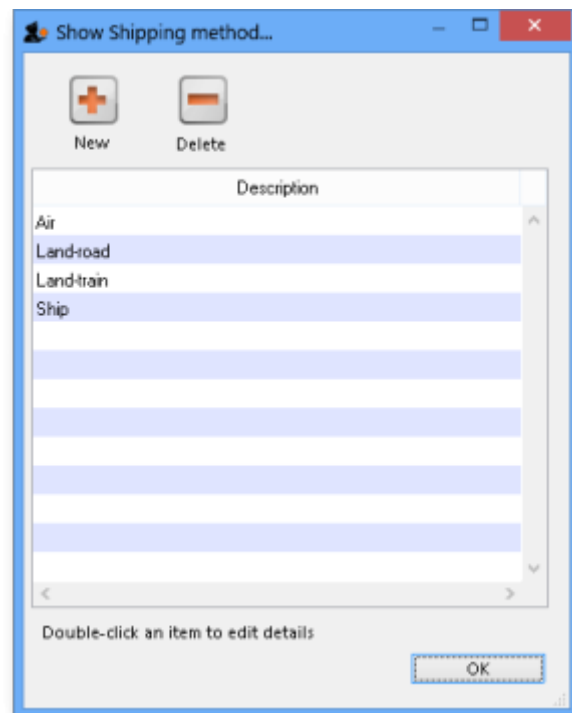 Show Shipping method...
New Delete
Description
Air
Land-road
Land-train
Ship
Double-click an item to edit details
OK